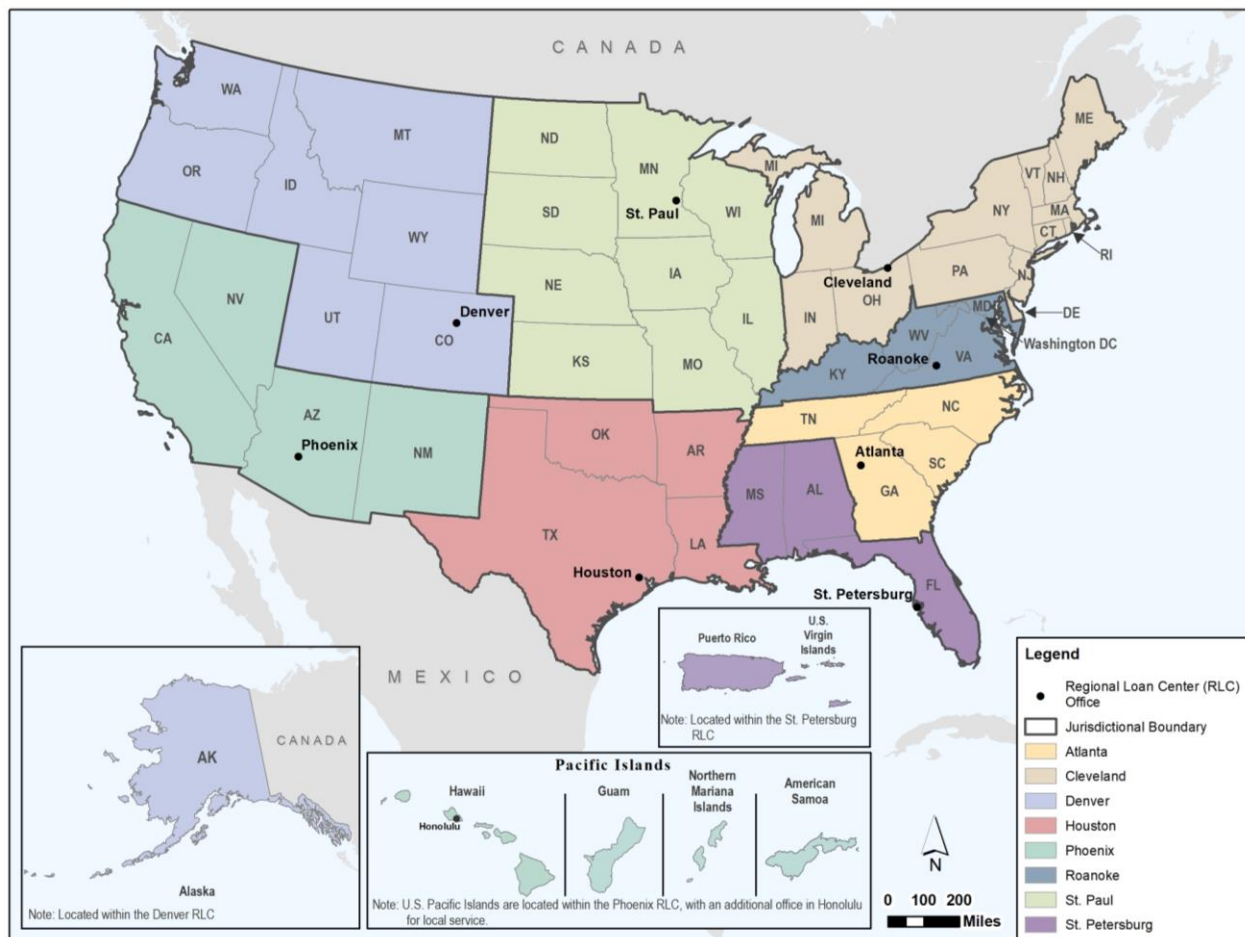 CANADA
WA
MT
ND
MN
MI
ME
VT
NH
OR
ID
SD
St. Paul
WI
MI
NY
MA
CT
RI
WY
NE
IA
Cleveland
PA
NJ
OH
NV
UT
Denver
CO
IL
IN
MD
DE
CA
KS
MO
WV
Washington DC
Roanoke
VA
KY
AZ
Phoenix
NM
OK
AR
TN
NC
Atlanta
SC
MS
AL
GA
TX
LA
Houston
FL
St. Petersburg
MEXICO
Puerto Rico
U.S.
Virgin
Islands
Note: Located within the St. Petersburg
RLC
CANADA
AK
Alaska
Note: Located within the Denver RLC
Pacific Islands
Hawaii
Honolulu
Guam
Northern
Mariana
Islands
American
Samoa
Note: U.S. Pacific Islands are located within the Phoenix RLC, with an additional office in Honolulu
for local service.
N
0 100 200
Miles
Legend
Regional Loan Center (RLC)
Office
Jurisdictional Boundary
Atlanta
Cleveland
Denver
Houston
Phoenix
Roanoke
St. Paul
St. Petersburg